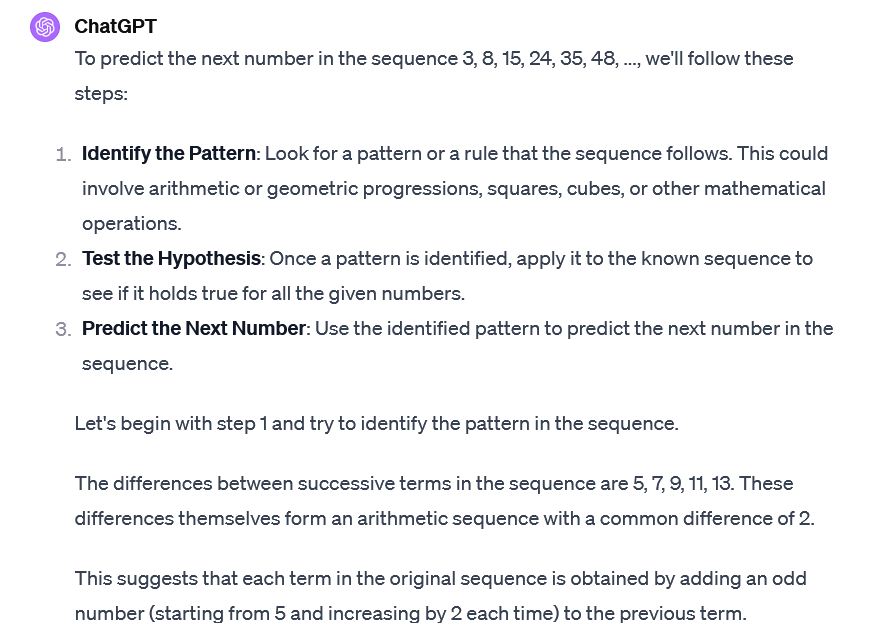 ChatGPT
To predict the next number in the sequence 3, 8, 15, 24, 35, 48, ..., we'll follow these
steps:
1. Identify the Pattern: Look for a pattern or a rule that the sequence follows. This could
involve arithmetic or geometric progressions, squares, cubes, or other mathematical
operations.
2. Test the Hypothesis: Once a pattern is identified, apply it to the known sequence to
see if it holds true for all the given numbers.
3. Predict the Next Number: Use the identified pattern to predict the next number in the
sequence.
Let's begin with step 1 and try to identify the pattern in the sequence.
The differences between successive terms in the sequence are 5, 7, 9, 11, 13. These
differences themselves form an arithmetic sequence with a common difference of 2.
This suggests that each term in the original sequence is obtained by adding an odd
number (starting from 5 and increasing by 2 each time) to the previous term.